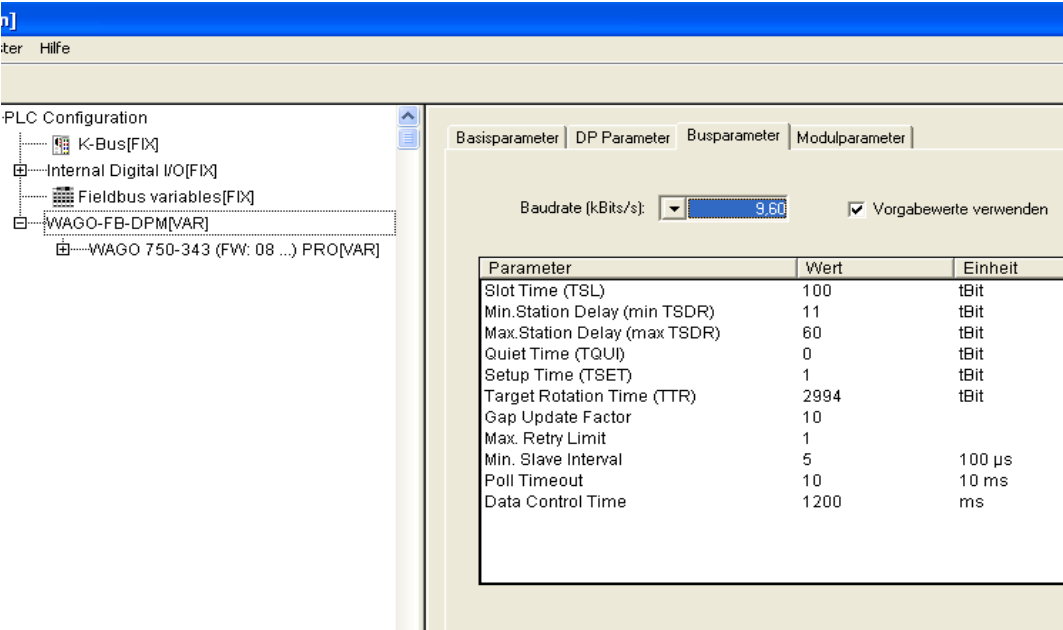 n]
ster Hilfe
PLC Configuration
K-Bus[FIX]
Internal Digital I/O[FIX]
Fieldbus variables[FIX]
WAGO-FB-DPM[VAR]
WAGO 750-343 (FW: 08 ...) PRO[VAR]
Basisparameter DP Parameter Busparameter Modulparameter
Baudrate (kBits/s): 9,60 Vorgabewerte verwenden
Parameter Wert Einheit
Slot Time (TSL) 100 tBit
Min.Station Delay (min TSDR) 11 tBit
Max.Station Delay (max TSDR) 60 tBit
Quiet Time (TQUI) 0 tBit
Setup Time (TSET) 1 tBit
Target Rotation Time (TTR) 2994 tBit
Gap Update Factor 10
Max. Retry Limit 1
Min. Slave Interval 5 100 µs
Poll Timeout 10 10 ms
Data Control Time 1200 ms